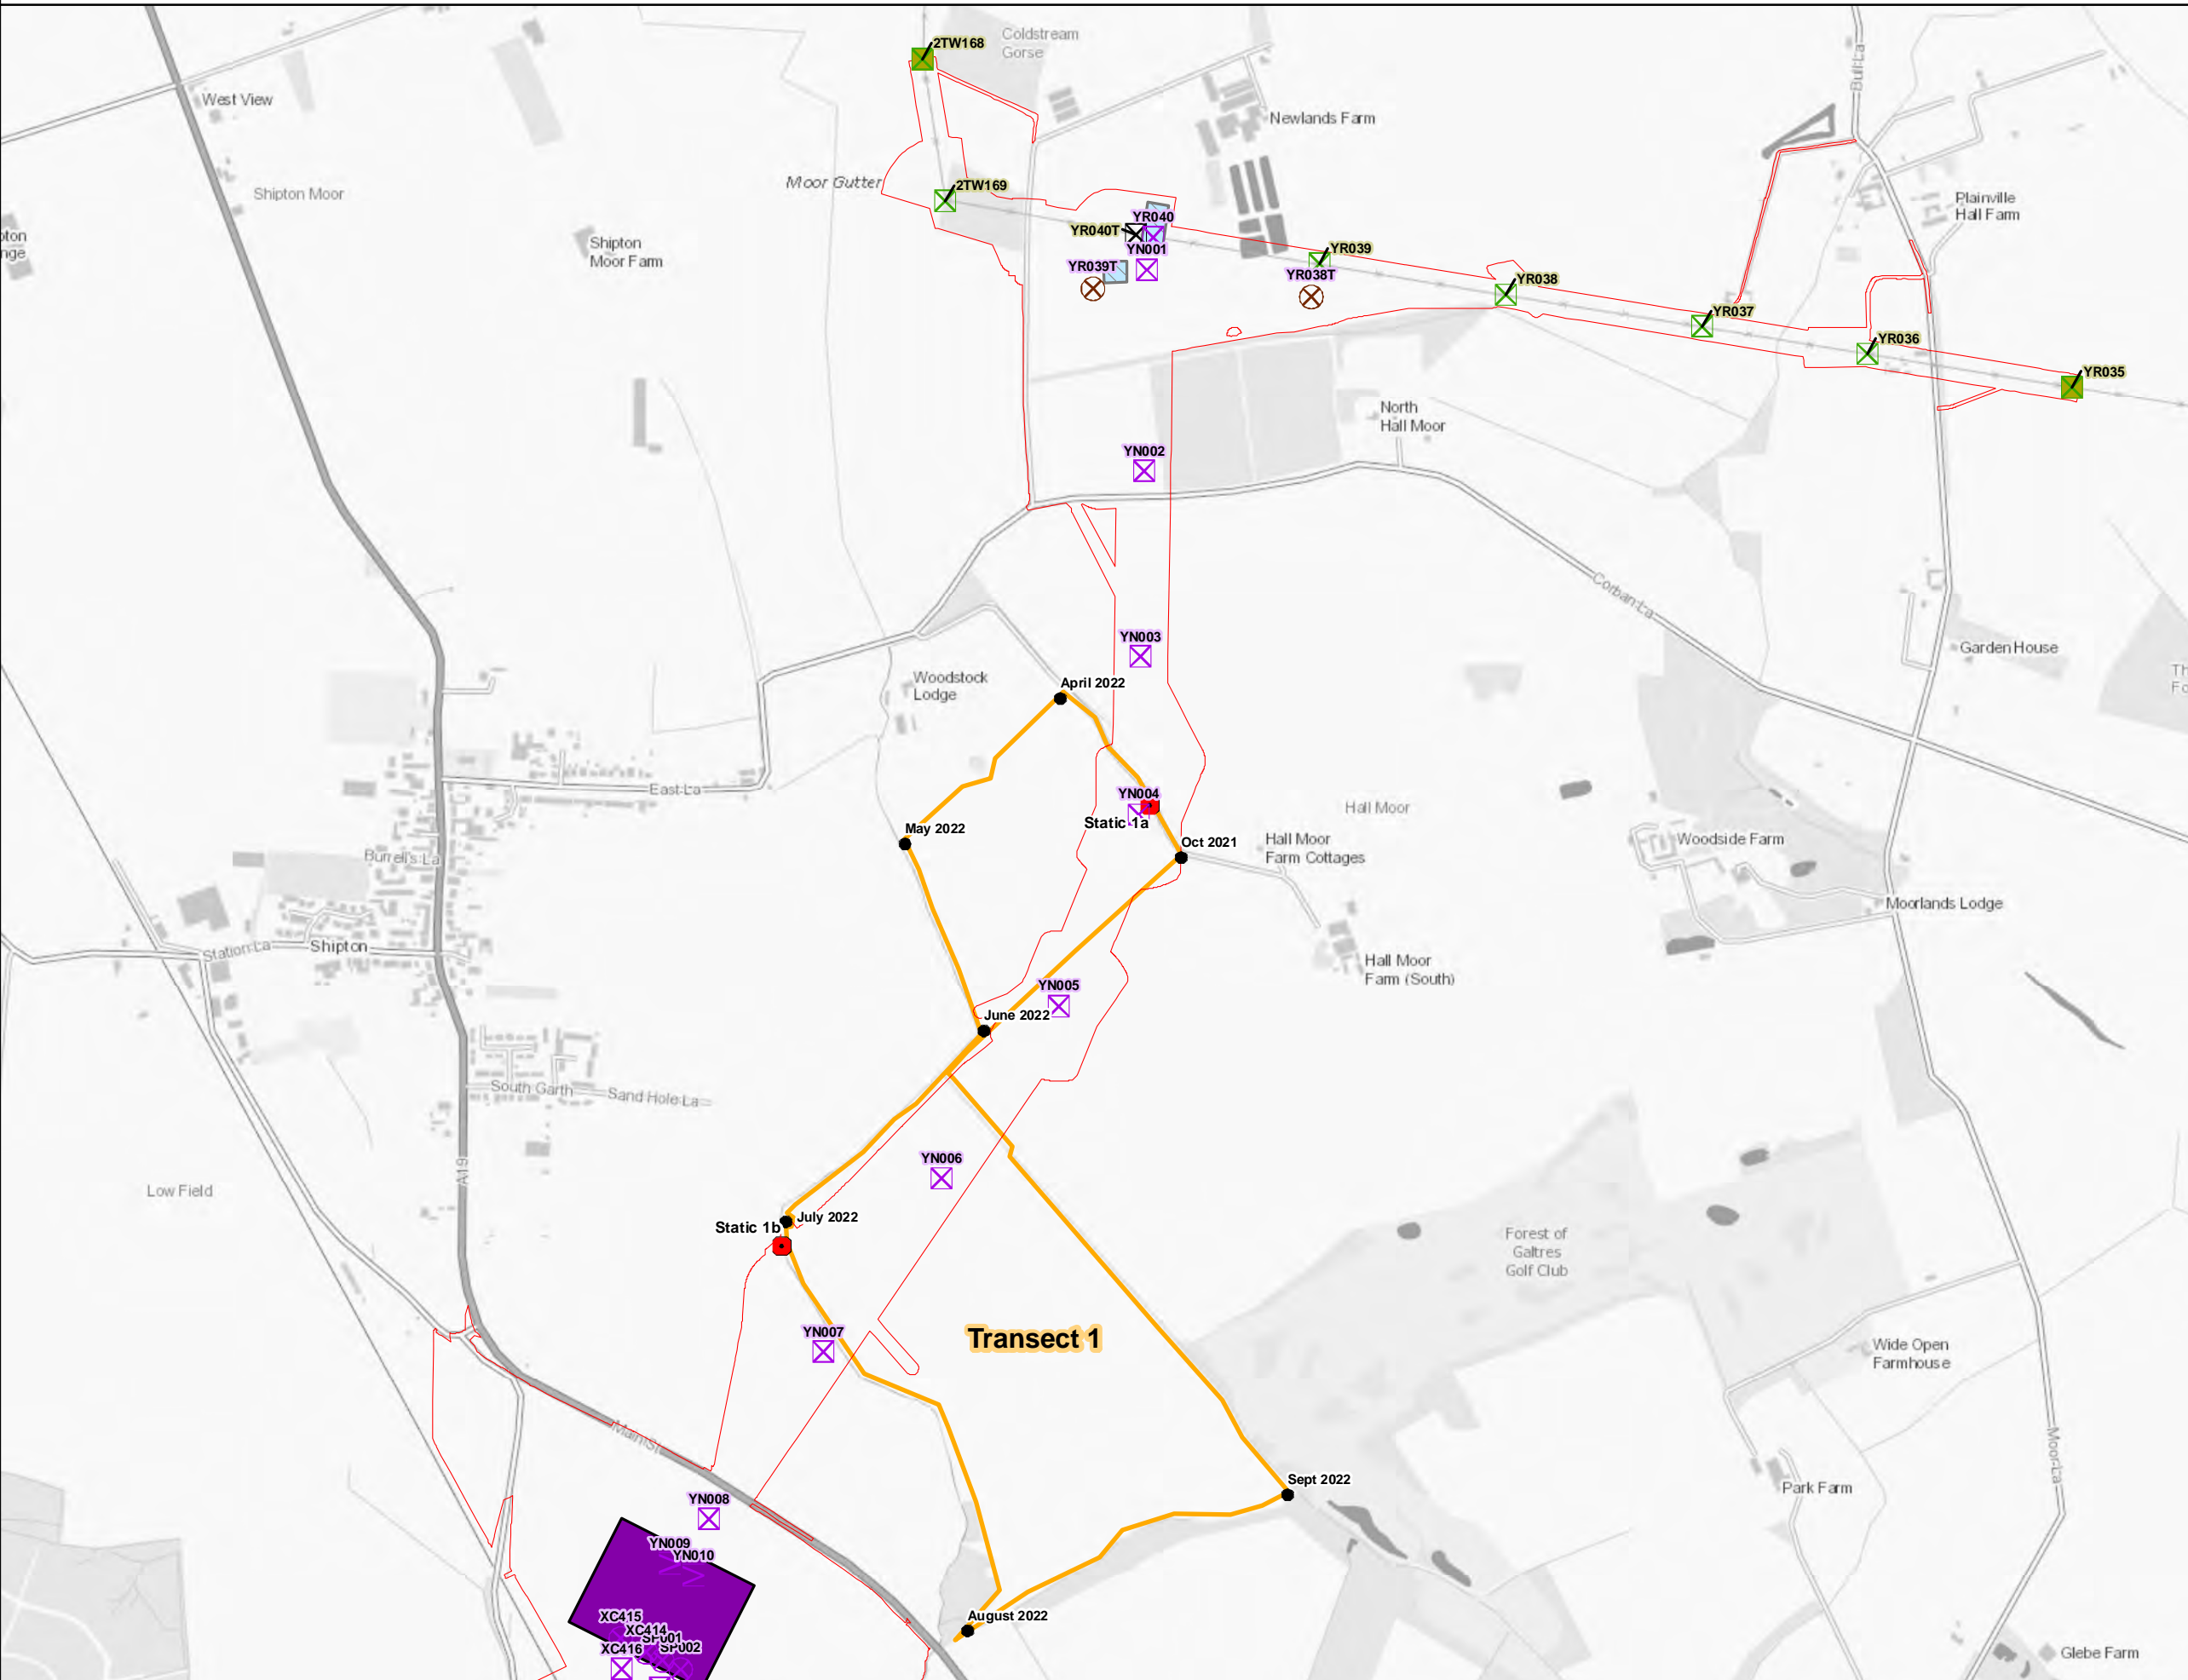 2TW168
Coldstream
Gorse
Bull La
West View
Newlands Farm
Shipton Moor
Moor Gutter
2TW169
Plainville
Hall Farm
YR040
YR040T
YN001
Shipton
Moor Farm
YR039
YR039T
YR038T
YR038
YR037
YR036
YR035
North
Hall Moor
YN002
Corban La
YN003
Garden House
Woodstock
Lodge
April 2022
East La
YN004
Static 1a
Hall Moor
May 2022
Oct 2021
Hall Moor
Farm Cottages
Woodside Farm
Burrell's La
Moorlands Lodge
Station La
Shipton
Hall Moor
Farm (South)
YN005
June 2022
South Garth
Sand Hole La
A19
YN006
Low Field
July 2022
Static 1b
Forest of
Galtres
Golf Club
YN007
Transect 1
Wide Open
Farmhouse
Main St
Moor La
Sept 2022
Park Farm
YN008
YN009
YN010
XC415
XC414
SP001
SP002
XC416
August 2022
Glebe Farm